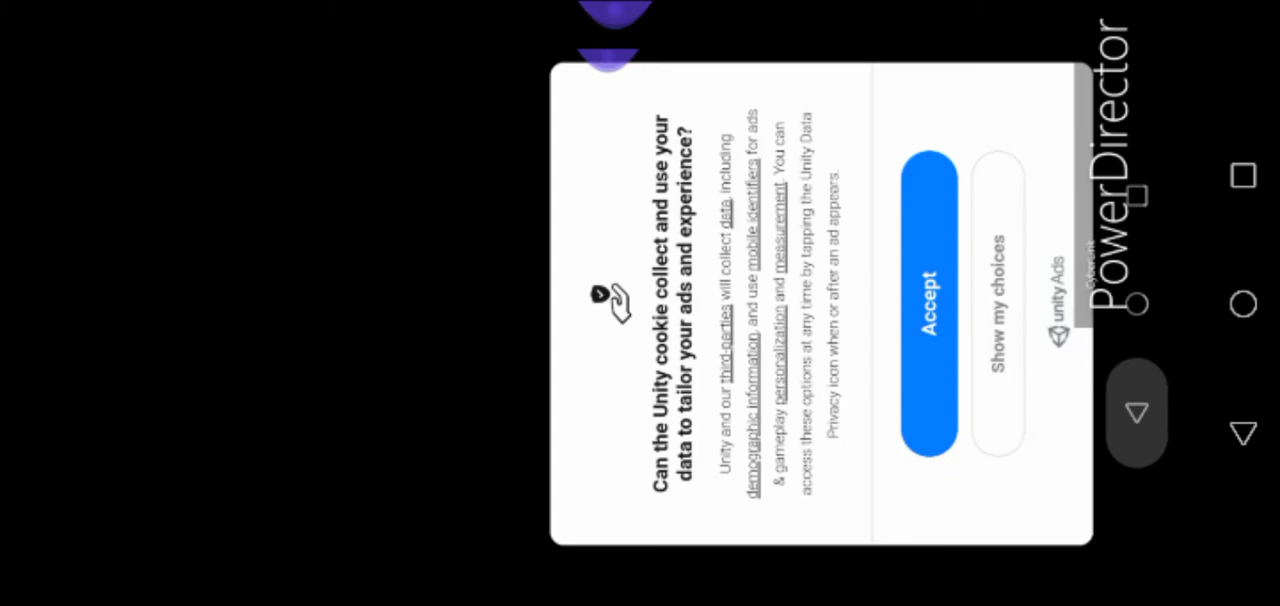 Can the Unity cookie collect and use your
data to tailor your ads and experience?
Unity and our third-parties will collect data, including
demographic information, and use mobile identifiers for ads
& gameplay personalization and measurement. You can
access these options at any time by tapping the Unity Data
Privacy icon when or after an ad appears.
Accept
Show my choices
unity Ads
CyberLink
PowerDirector